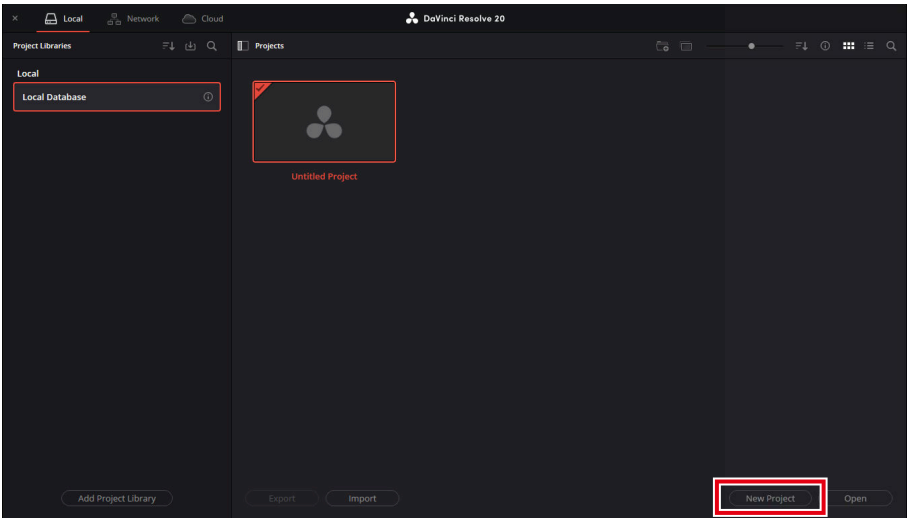 × Local Network Cloud DaVinci Resolve 20
Project Libraries Projects
Local
Local Database
Untitled Project
Add Project Library Export Import New Project Open